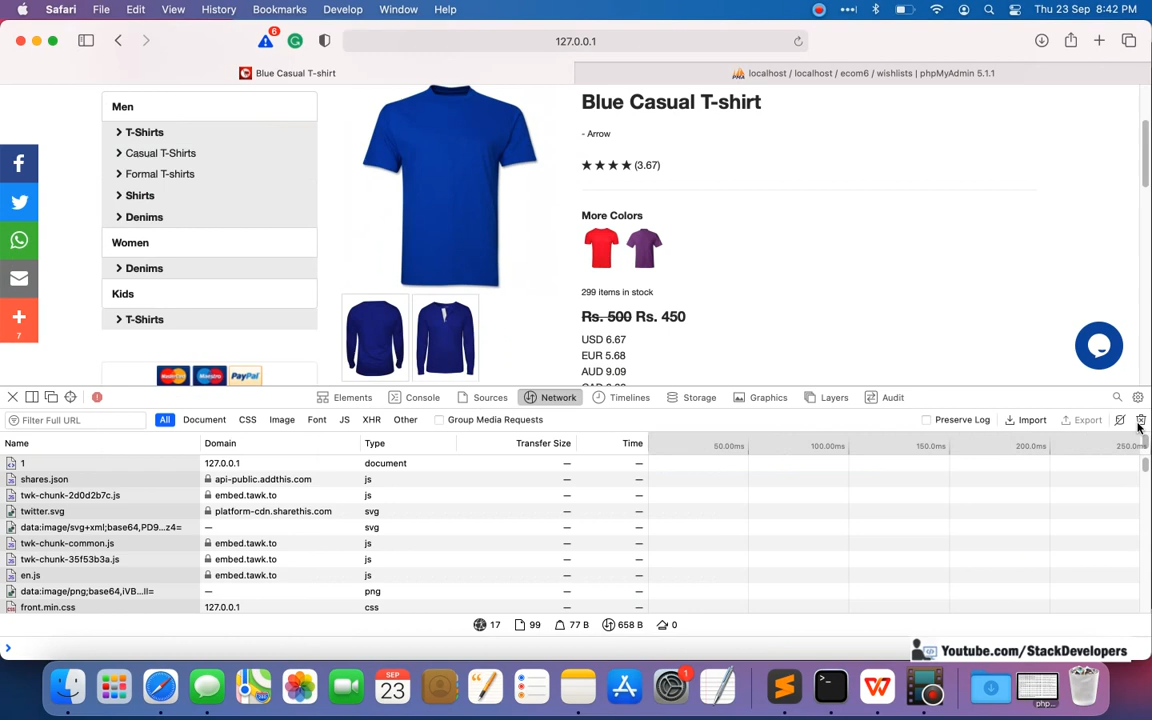 Safari File Edit View History Bookmarks Develop Window Help Thu 23 Sep 8:42 PM
6
127.0.0.1
Blue Casual T-shirt
localhost / localhost / ecom6 / wishlists | phpMyAdmin 5.1.1
Men
T-Shirts
Casual T-Shirts
Formal T-shirts
Shirts
Denims
Women
Denims
Kids
T-Shirts
MasterCard Maestro PayPal
7
Blue Casual T-shirt
- Arrow
★★★★ (3.67)
More Colors
299 items in stock
Rs. 500 Rs. 450
USD 6.67
EUR 5.68
AUD 9.09
Elements Console Sources Network Timelines Storage Graphics Layers Audit
Filter Full URL All Document CSS Image Font JS XHR Other Group Media Requests Preserve Log Import Export
Name Domain Type Transfer Size Time 50.00ms 100.00ms 150.0ms 200.0ms 250.0ms
1 127.0.0.1 document — —
shares.json api-public.addthis.com js — —
twk-chunk-2d0d2b7c.js embed.tawk.to js — —
twitter.svg platform-cdn.sharethis.com svg — —
data:image/svg+xml;base64,PD9...z4= — svg — —
twk-chunk-common.js embed.tawk.to js — —
twk-chunk-35f53b3a.js embed.tawk.to js — —
en.js embed.tawk.to js — —
data:image/png;base64,iVB...II= — png — —
front.min.css 127.0.0.1 css — —
17 99 77 B 658 B 0
Youtube.com/StackDevelopers
SEP
23
1
php...